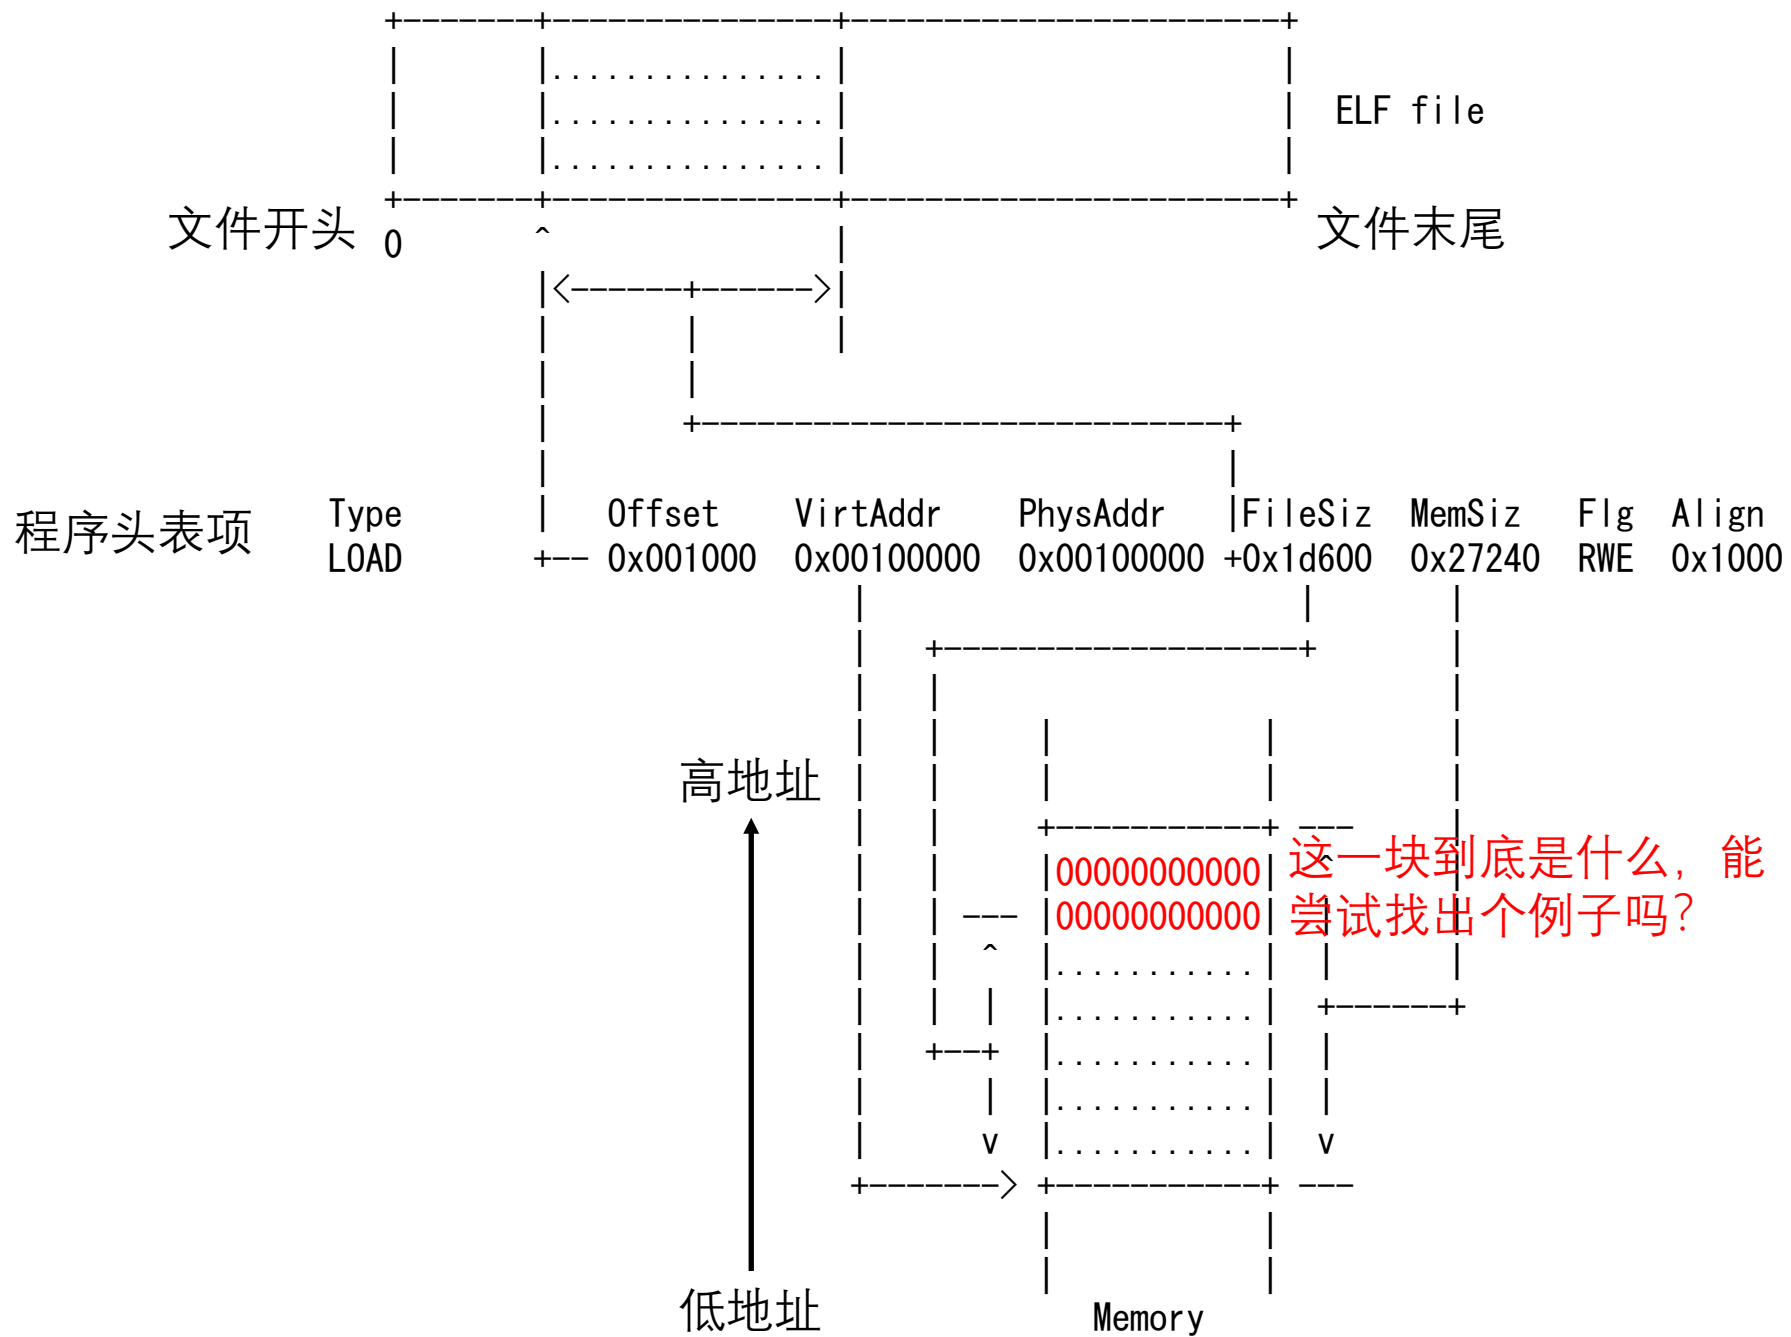 ELF file
文件开头
0
文件末尾
程序头表项
Type Offset VirtAddr PhysAddr FileSiz MemSiz Flg Align
LOAD 0x001000 0x00100000 0x00100000 0x1d600 0x27240 RWE 0x1000
高地址
00000000000
00000000000
这一块到底是什么，能
尝试找出个例子吗？
低地址
Memory